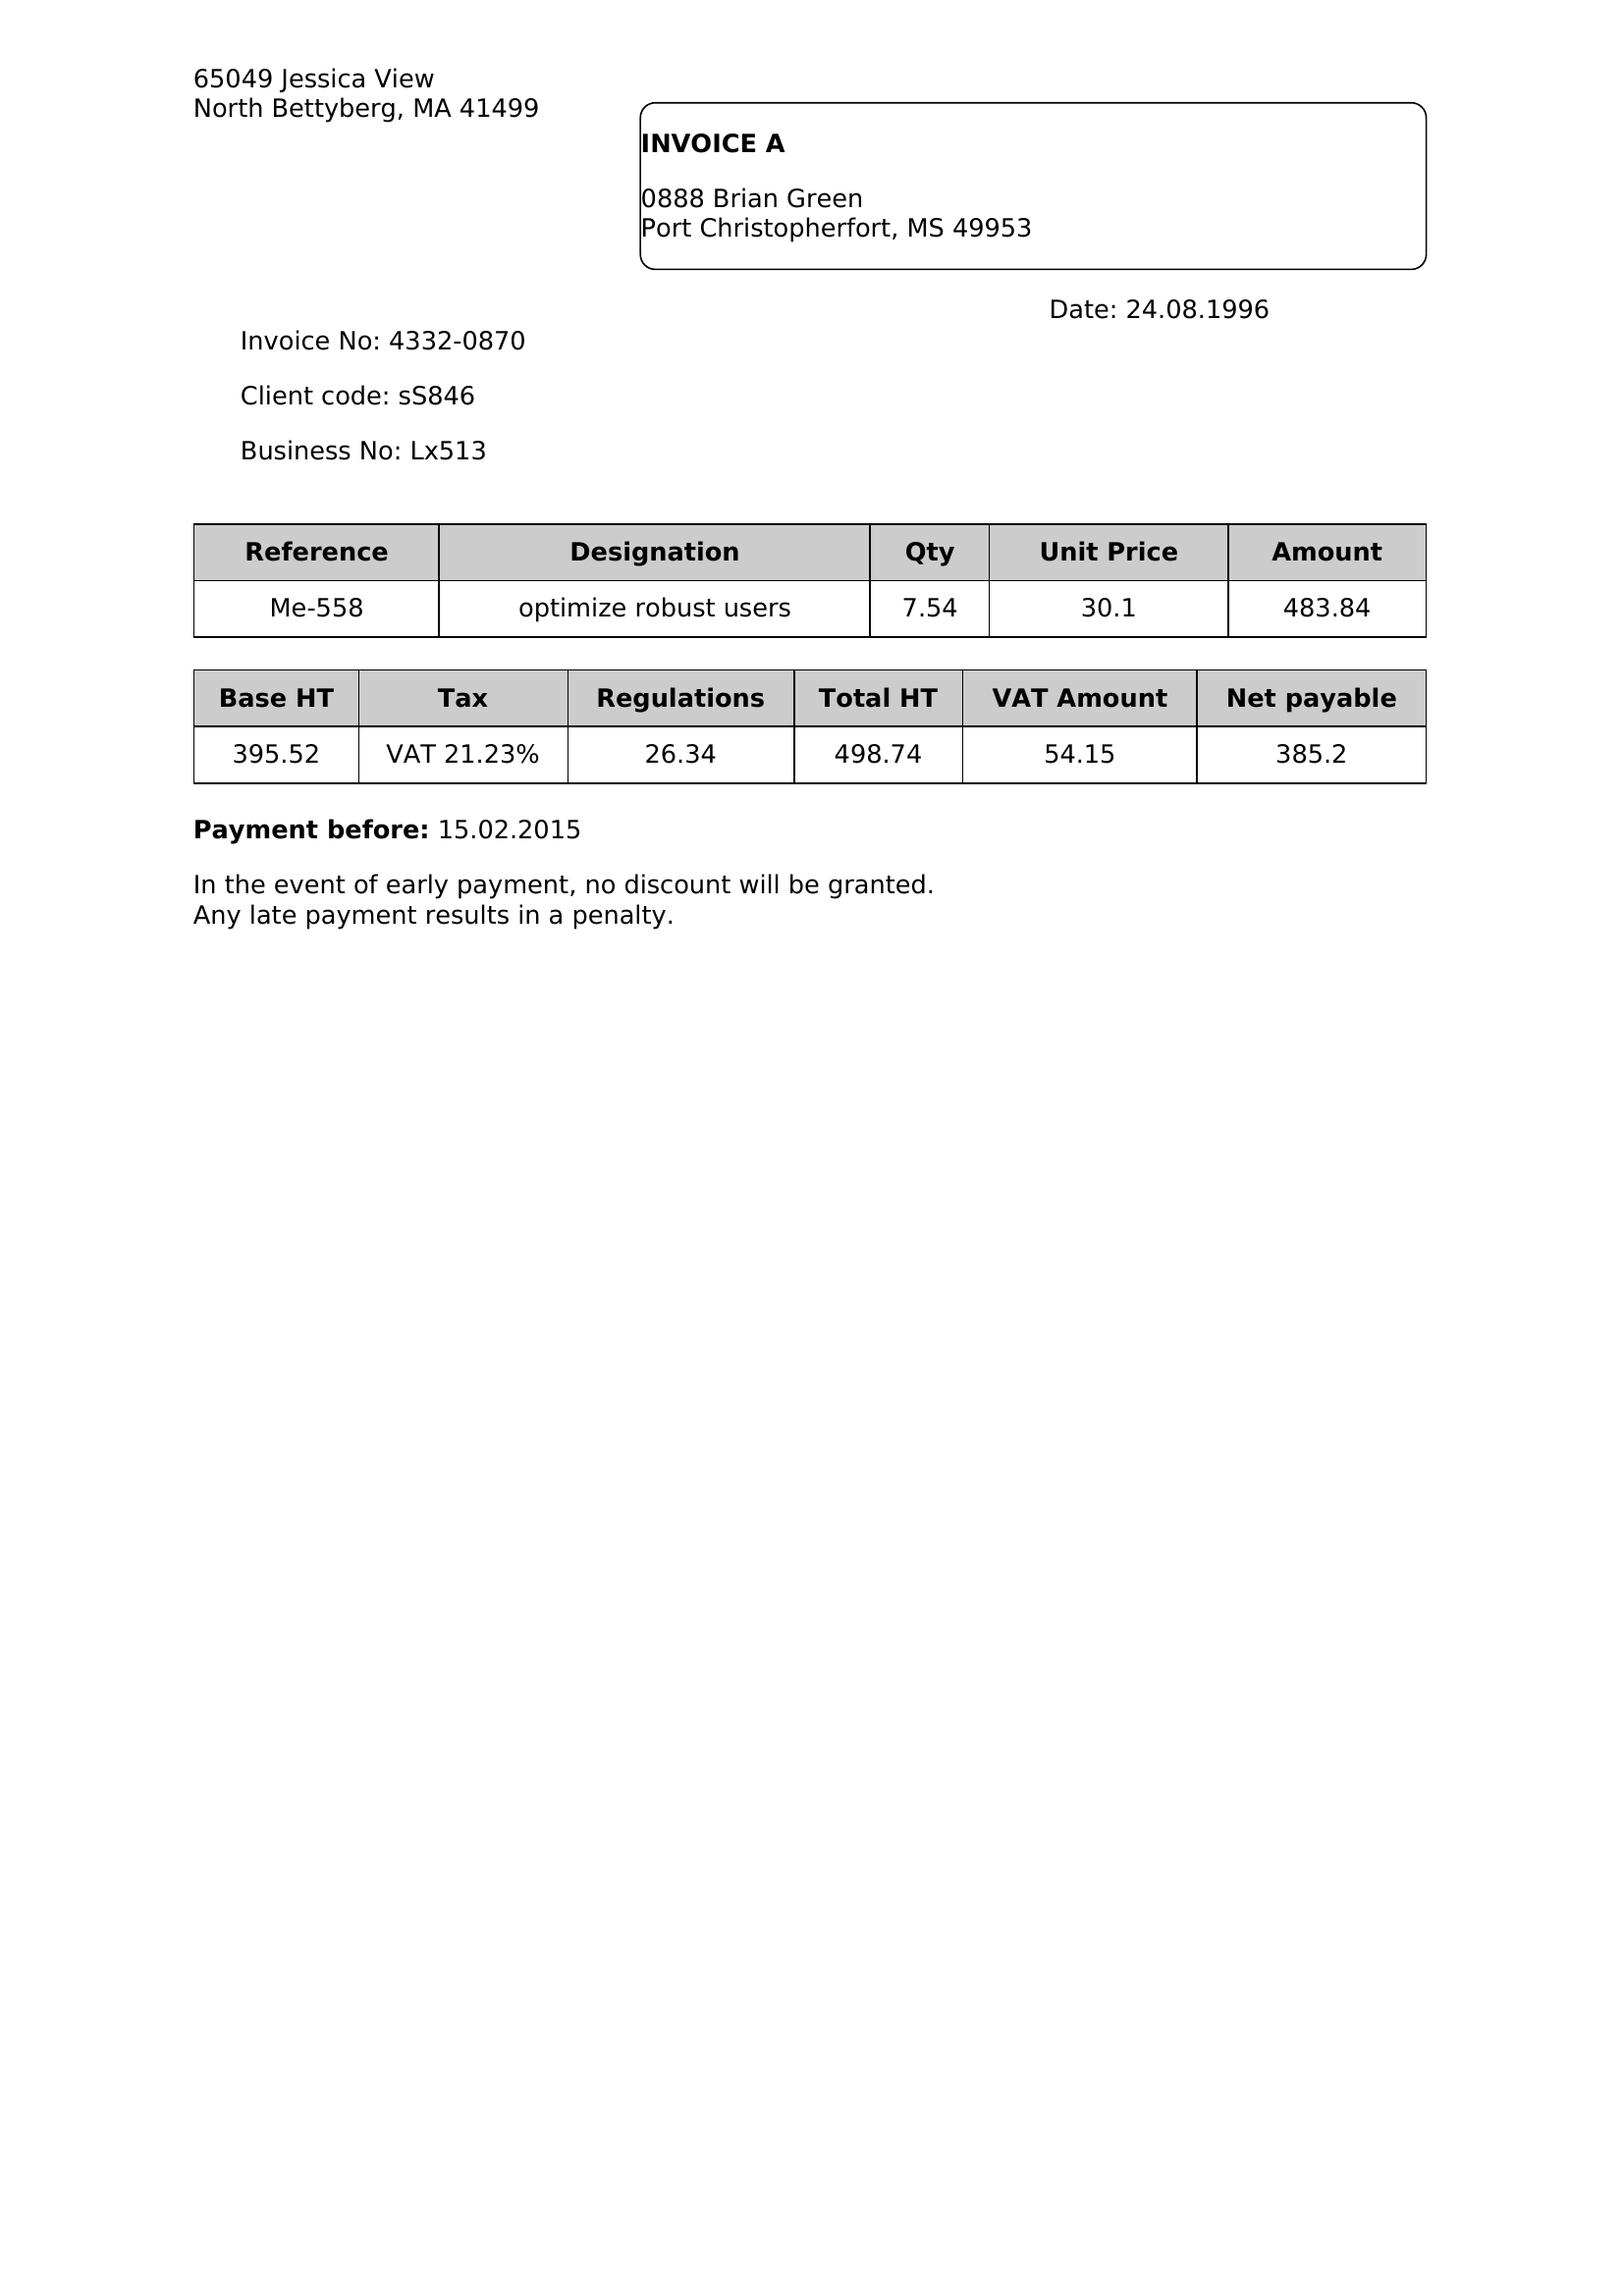 65049 Jessica View
North Bettyberg, MA 41499
INVOICE A
0888 Brian Green
Port Christopherfort, MS 49953
Date: 24.08.1996
Invoice No: 4332-0870
Client code: sS846
Business No: Lx513
Reference Designation Qty Unit Price Amount
Me-558 optimize robust users 7.54 30.1 483.84
Base HT Tax Regulations Total HT VAT Amount Net payable
395.52 VAT 21.23% 26.34 498.74 54.15 385.2
Payment before: 15.02.2015
In the event of early payment, no discount will be granted.
Any late payment results in a penalty.